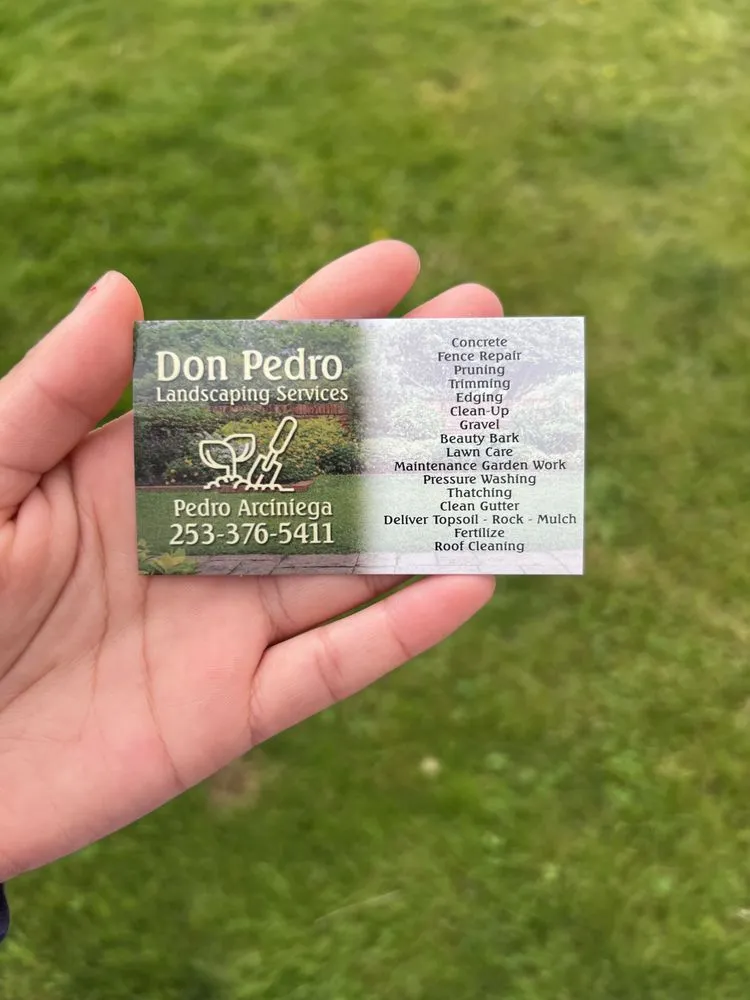 Don Pedro
Landscaping Services
Pedro Arciniega
253-376-5411
Concrete
Fence Repair
Pruning
Trimming
Edging
Clean-Up
Gravel
Beauty Bark
Lawn Care
Maintenance Garden Work
Pressure Washing
Thatching
Clean Gutter
Deliver Topsoil - Rock - Mulch
Fertilize
Roof Cleaning